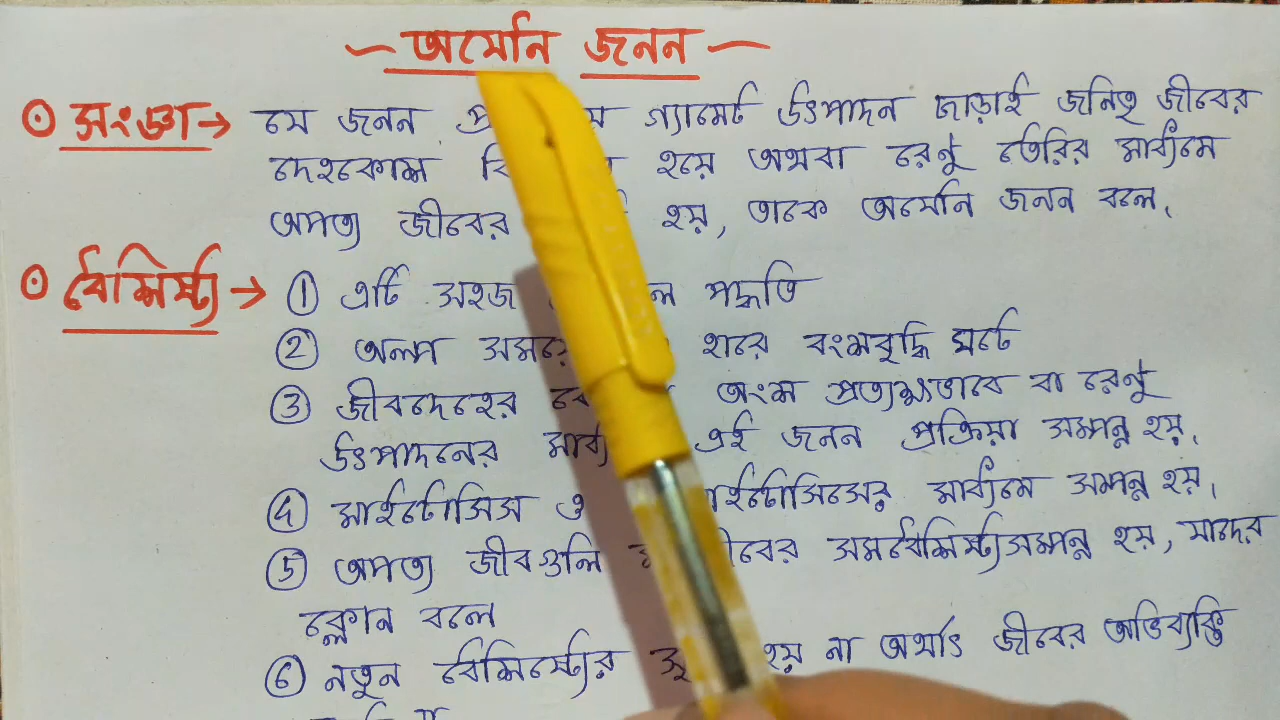 অযৌন জনন
সংজ্ঞা → যে জনন গ্যামেট উৎপাদন ছাড়াই জনিতৃ জীবের
দেহকোশ হয়ে অথবা রেণু তৈরির মাধ্যমে
অপত্য জীবের হয়, তাকে অযৌন জনন বলে।
বৈশিষ্ট্য → ① এটি সহজ পদ্ধতি
② অল্প হারে বংশবৃদ্ধি ঘটে
③ জীবদেহের অংশ প্রত্যক্ষভাবে বা রেণু
উৎপাদনের এই জনন প্রক্রিয়া সম্পন্ন হয়।
④ মাইটোসিস ও মাধ্যমে সম্পন্ন হয়।
⑤ অপত্য জীবগুলি সমবৈশিষ্ট্যসম্পন্ন হয়, যাদের
ক্লোন বলে
⑥ নতুন বৈশিষ্ট্যের হয় না অর্থাৎ জীবের অভিব্যক্তি